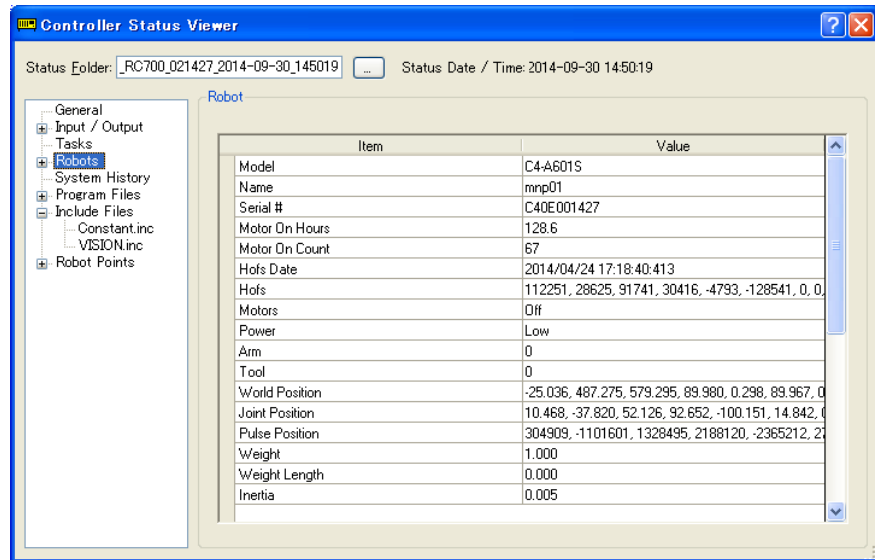 Controller Status Viewer
Status Folder: _RC700_021427_2014-09-30_145019 ... Status Date / Time: 2014-09-30 14:50:19
General
Input / Output
Tasks
Robots
System History
Program Files
Include Files
Constant.inc
VISION.inc
Robot Points
Robot
Item Value
Model C4-A601S
Name mnp01
Serial # C40E001427
Motor On Hours 128.6
Motor On Count 67
Hofs Date 2014/04/24 17:18:40:413
Hofs 112251, 28625, 91741, 30416, -4793, -128541, 0, 0,
Motors Off
Power Low
Arm 0
Tool 0
World Position -25.036, 487.275, 579.295, 89.980, 0.298, 89.967, 0
Joint Position 10.468, -37.820, 52.126, 92.652, -100.151, 14.842,
Pulse Position 304909, -1101601, 1328495, 2188120, -2365212,
Weight 1.000
Weight Length 0.000
Inertia 0.005